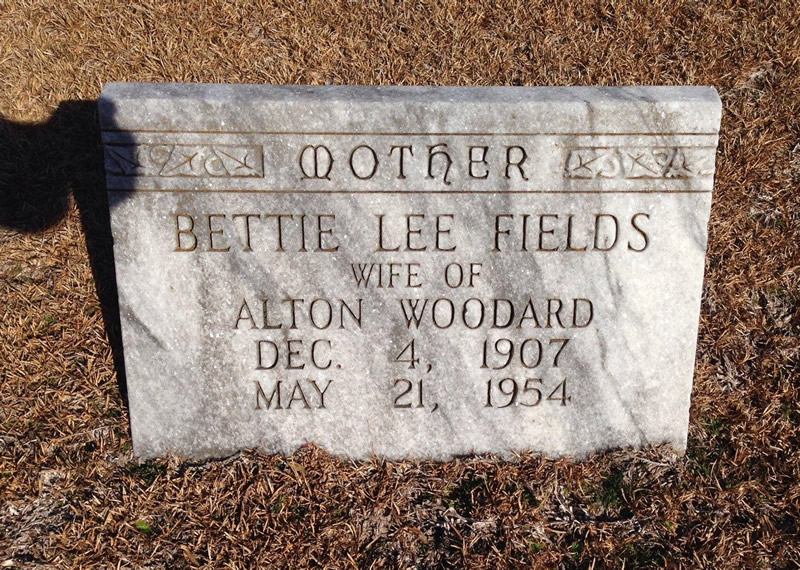 MOTHER
BETTIE LEE FIELDS
WIFE OF
ALTON WOODARD
DEC. 4, 1907
MAY 21, 1954